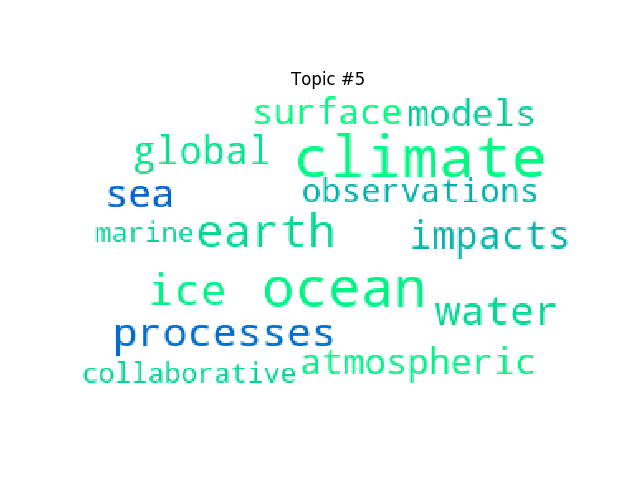 Topic #5
surface models
global climate
sea observations
marine earth impacts
ice ocean water
processes
collaborative atmospheric